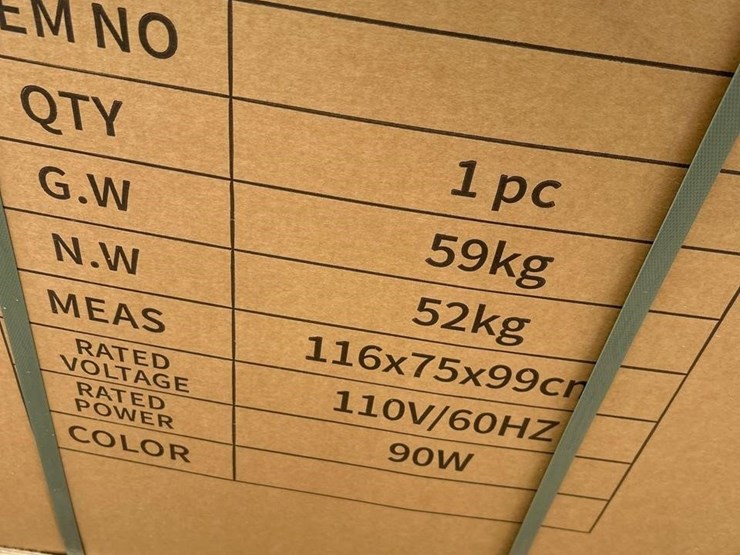 EM NO
QTY 1 pc
G.W 59kg
N.W 52kg
MEAS 116x75x99cm
RATED VOLTAGE 110V/60HZ
RATED POWER 90W
COLOR